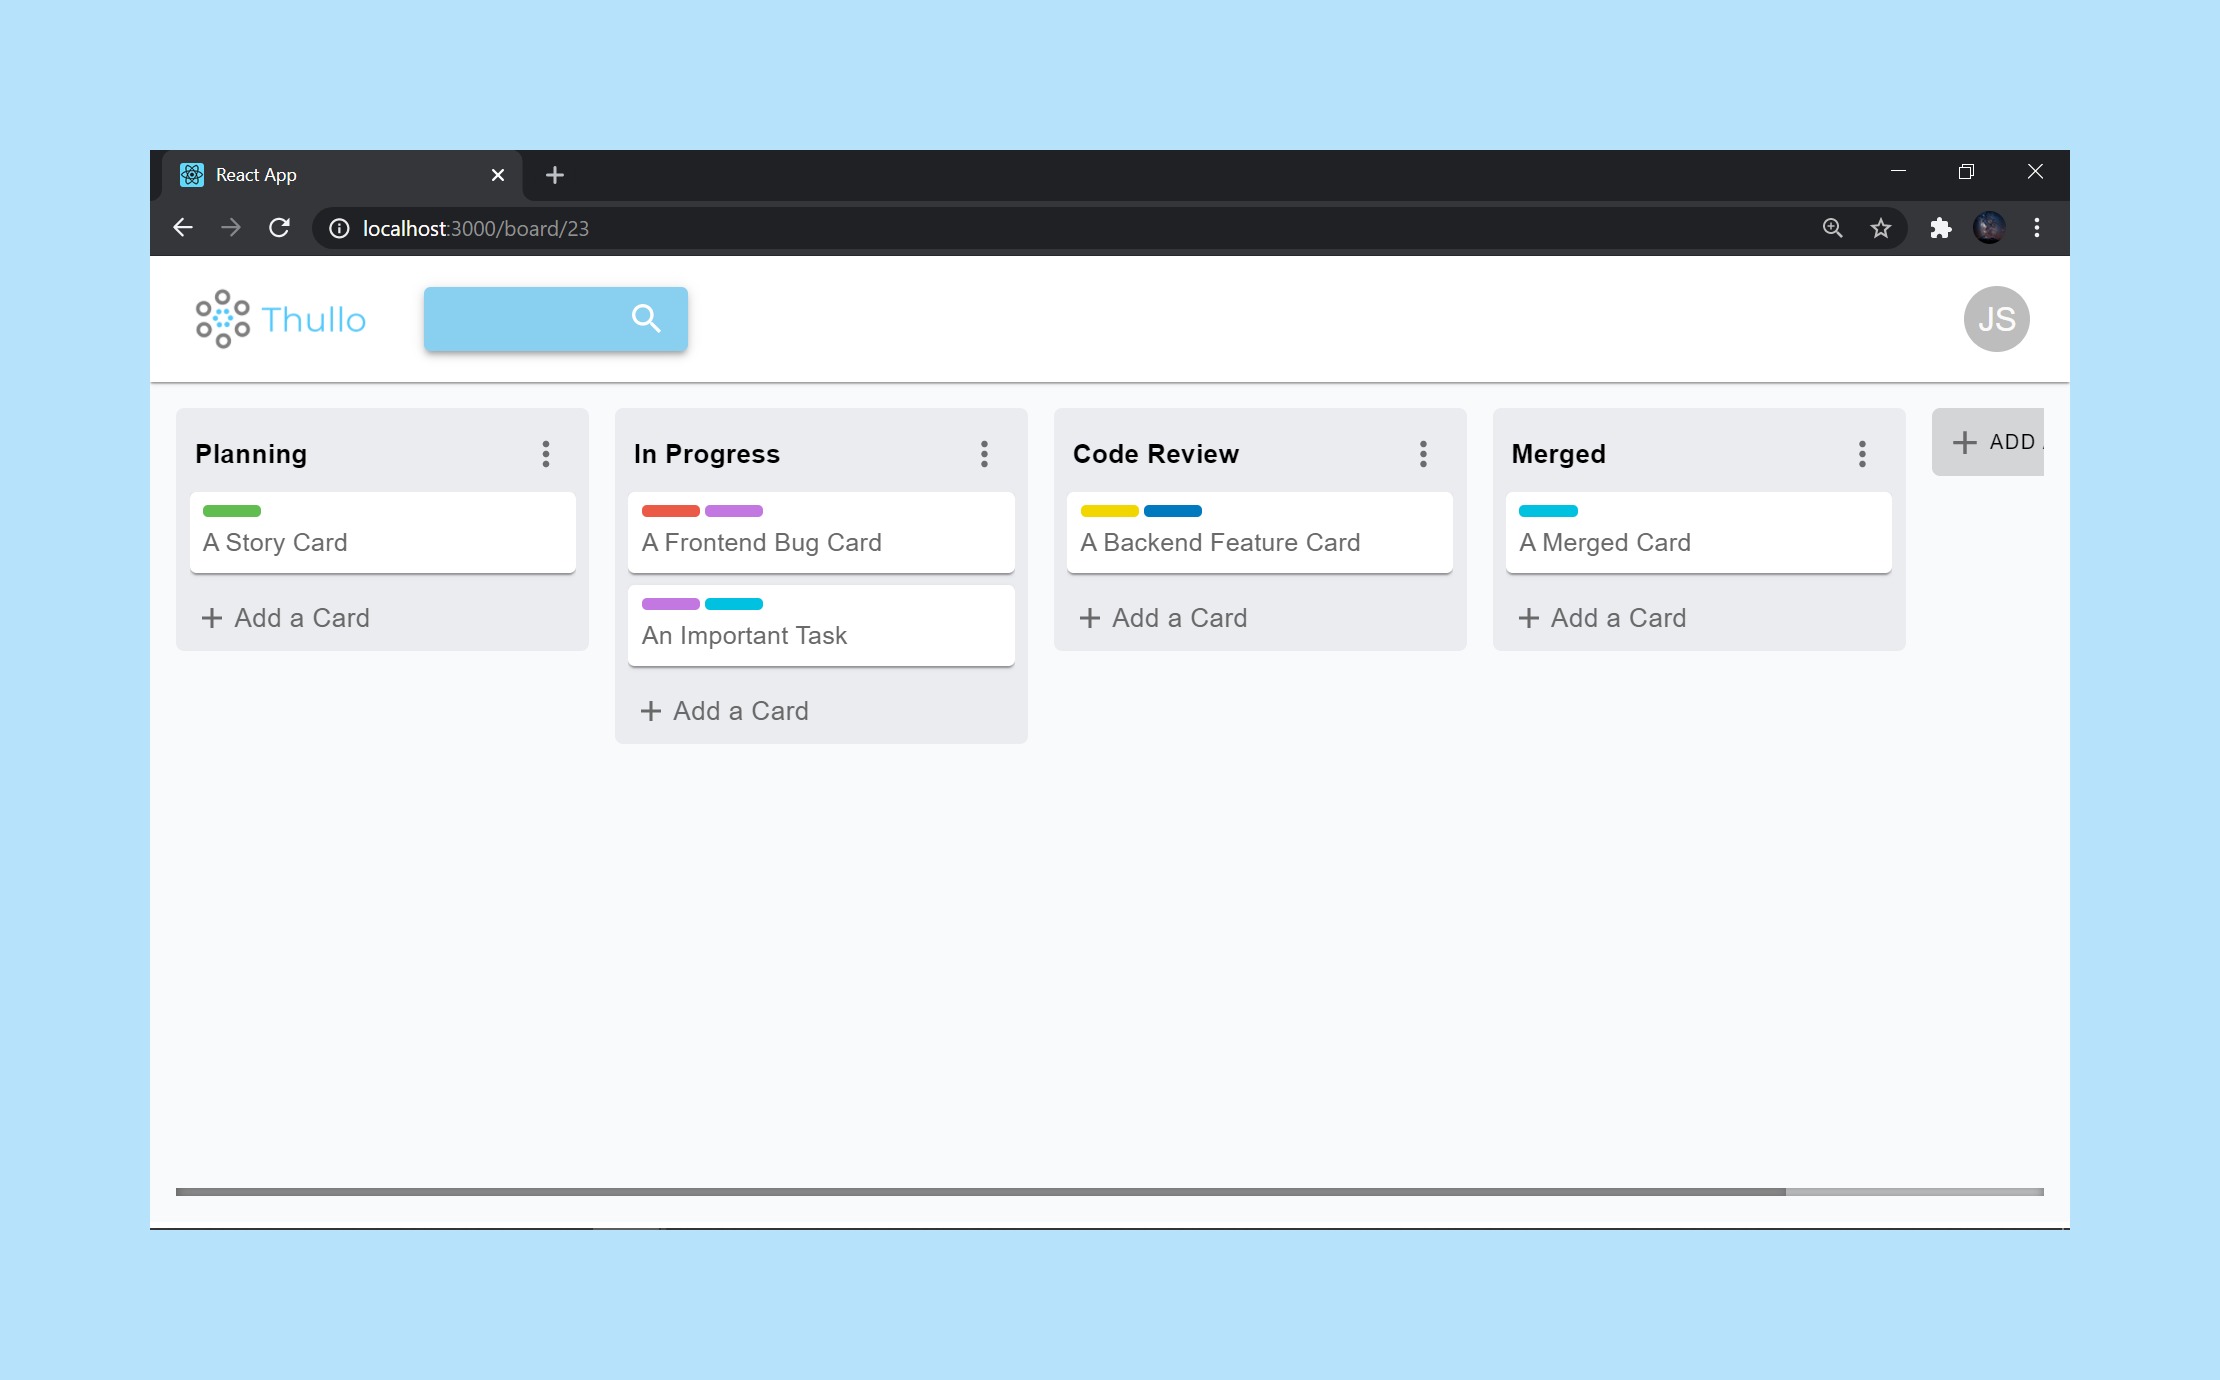 React App
localhost:3000/board/23
Thullo
JS
Planning
A Story Card
Add a Card
In Progress
A Frontend Bug Card
An Important Task
Add a Card
Code Review
A Backend Feature Card
Add a Card
Merged
A Merged Card
Add a Card
ADD